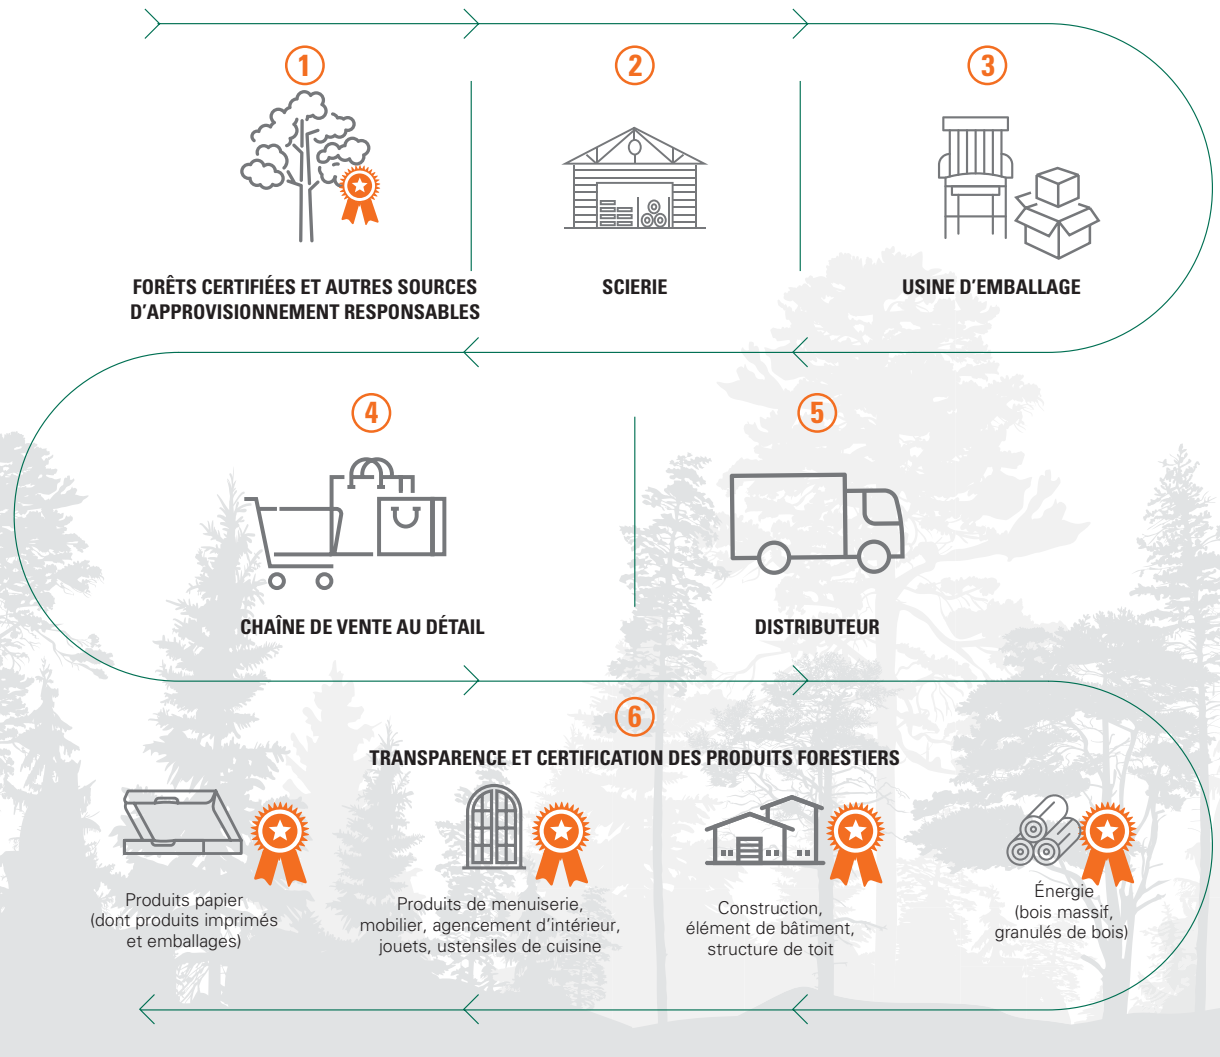 1
FORÊTS CERTIFIÉES ET AUTRES SOURCES
D'APPROVISIONNEMENT RESPONSABLES
2
SCIERIE
3
USINE D'EMBALLAGE
4
CHAÎNE DE VENTE AU DÉTAIL
5
DISTRIBUTEUR
6
TRANSPARENCE ET CERTIFICATION DES PRODUITS FORESTIERS
Produits papier
(dont produits imprimés
et emballages)
Produits de menuiserie,
mobilier, agencement d'intérieur,
jouets, ustensiles de cuisine
Construction,
élément de bâtiment,
structure de toit
Énergie
(bois massif,
granulés de bois)